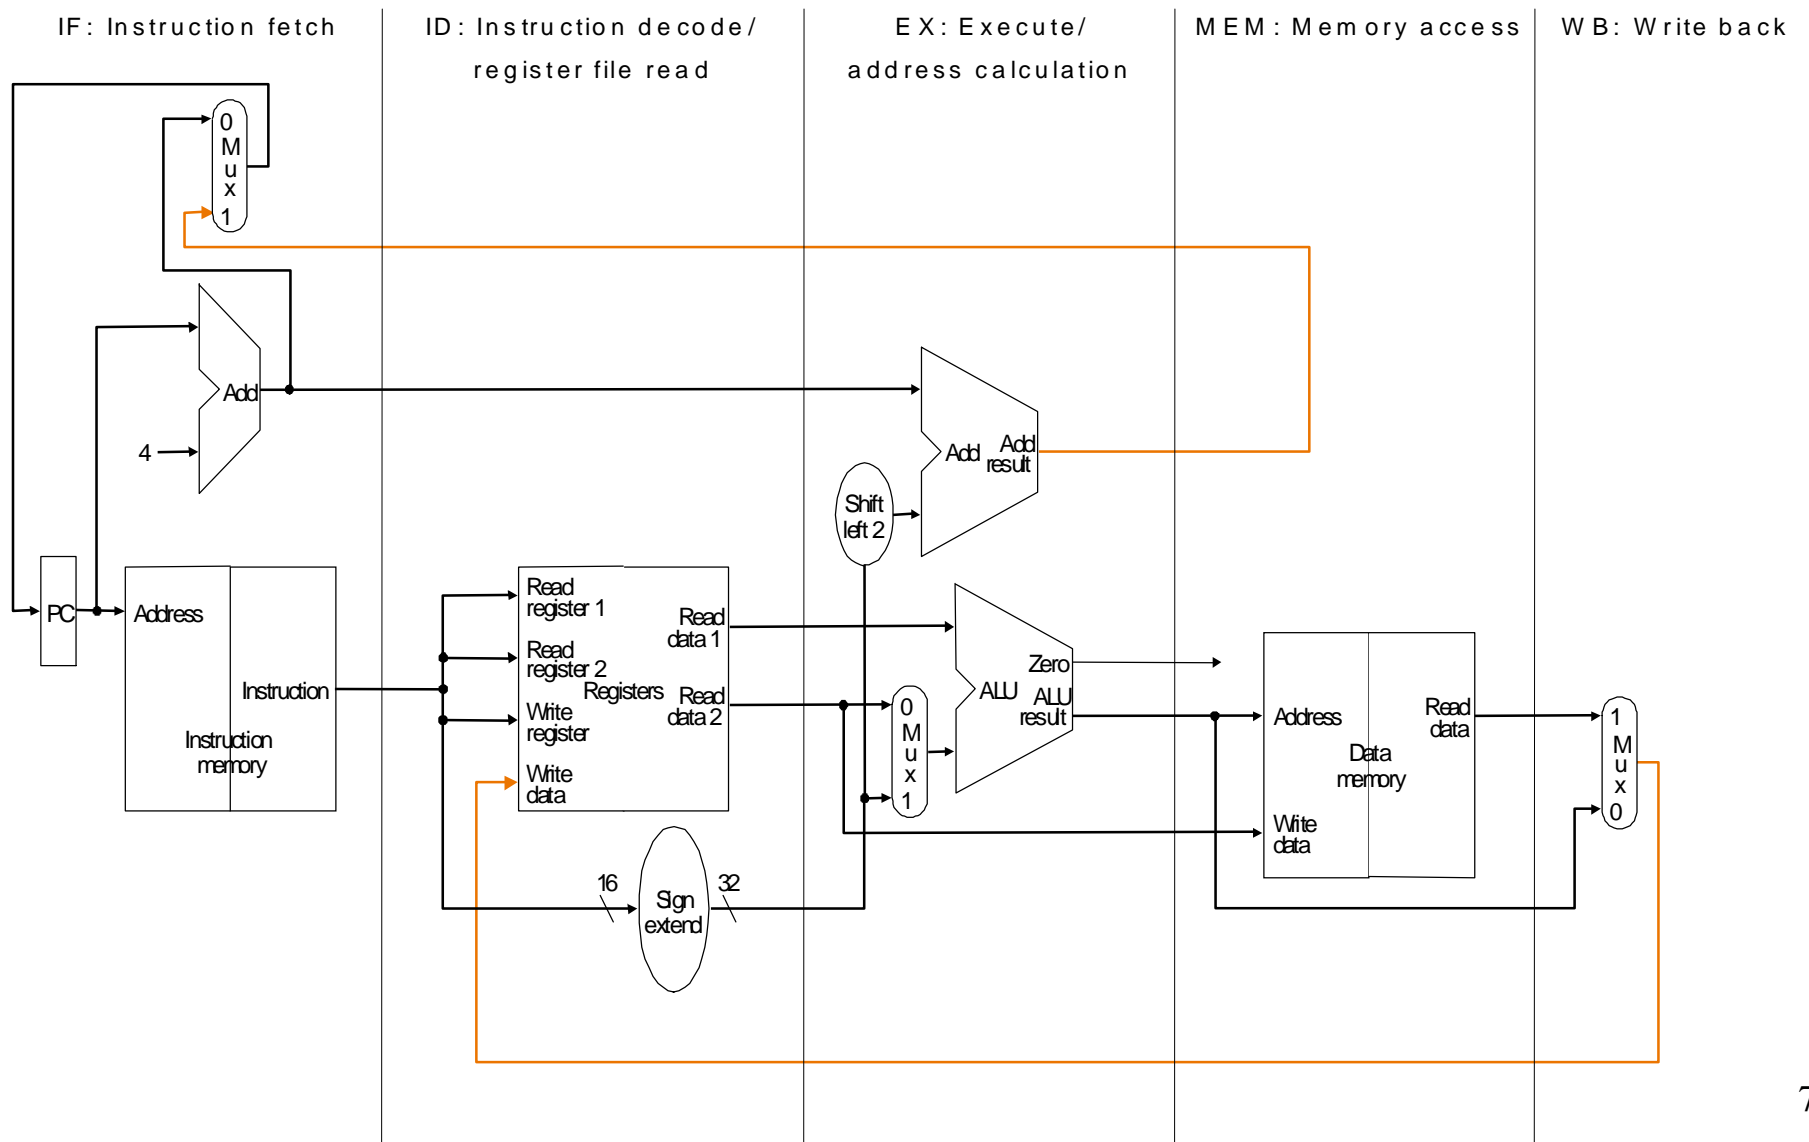 IF: Instruction fetch
ID: Instruction decode/
register file read
EX: Execute/
address calculation
MEM: Memory access
WB: Write back
0
M
u
x
1
Add
4
PC
Address
Instruction
Instruction
memory
Read
register 1
Read
register 2
Write
register
Write
data
Registers
Read
data 1
Read
data 2
16
Sign
extend
32
Shift
left 2
Add
Add
result
0
M
u
x
1
ALU
Zero
ALU
result
Address
Write
data
Data
memory
Read
data
1
M
u
x
0
7